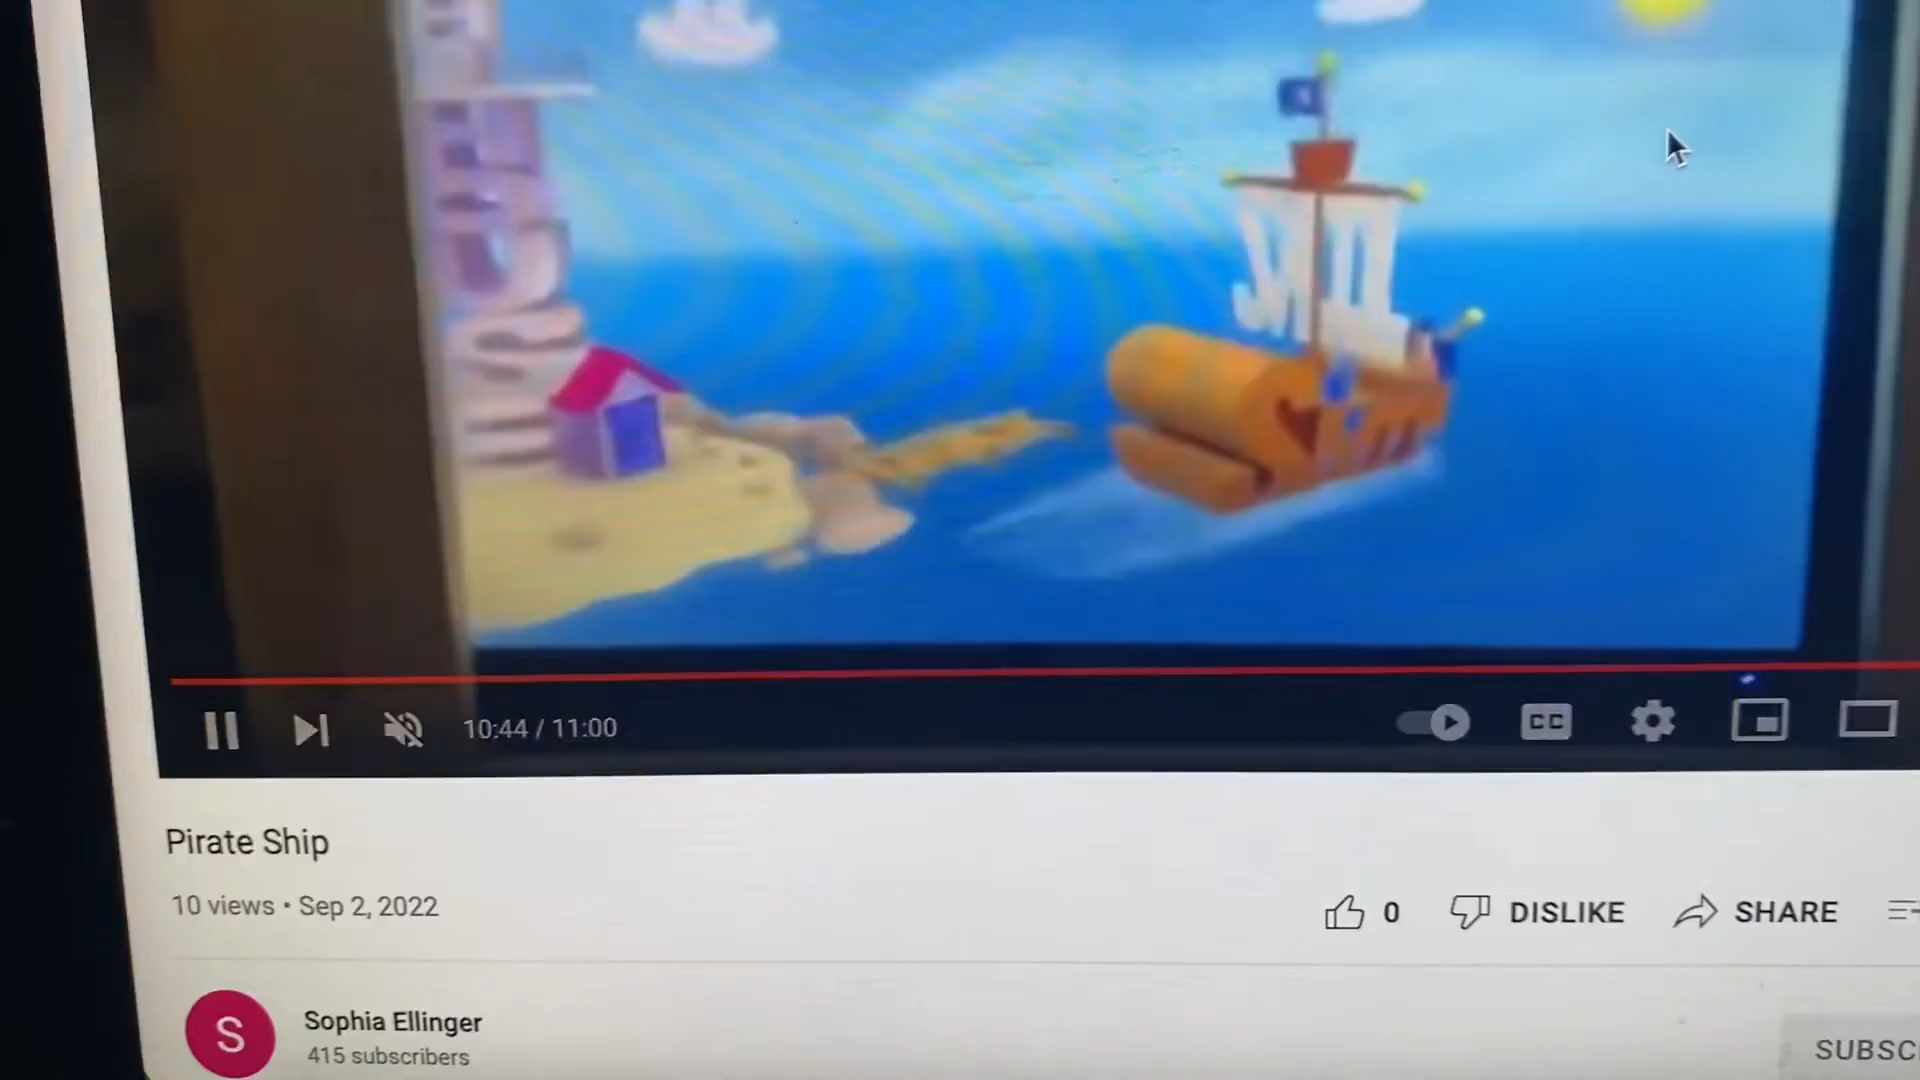 10:44 / 11:00
CC
Pirate Ship
10 views • Sep 2, 2022
0 DISLIKE SHARE
S
Sophia Ellinger
415 subscribers
SUBSC